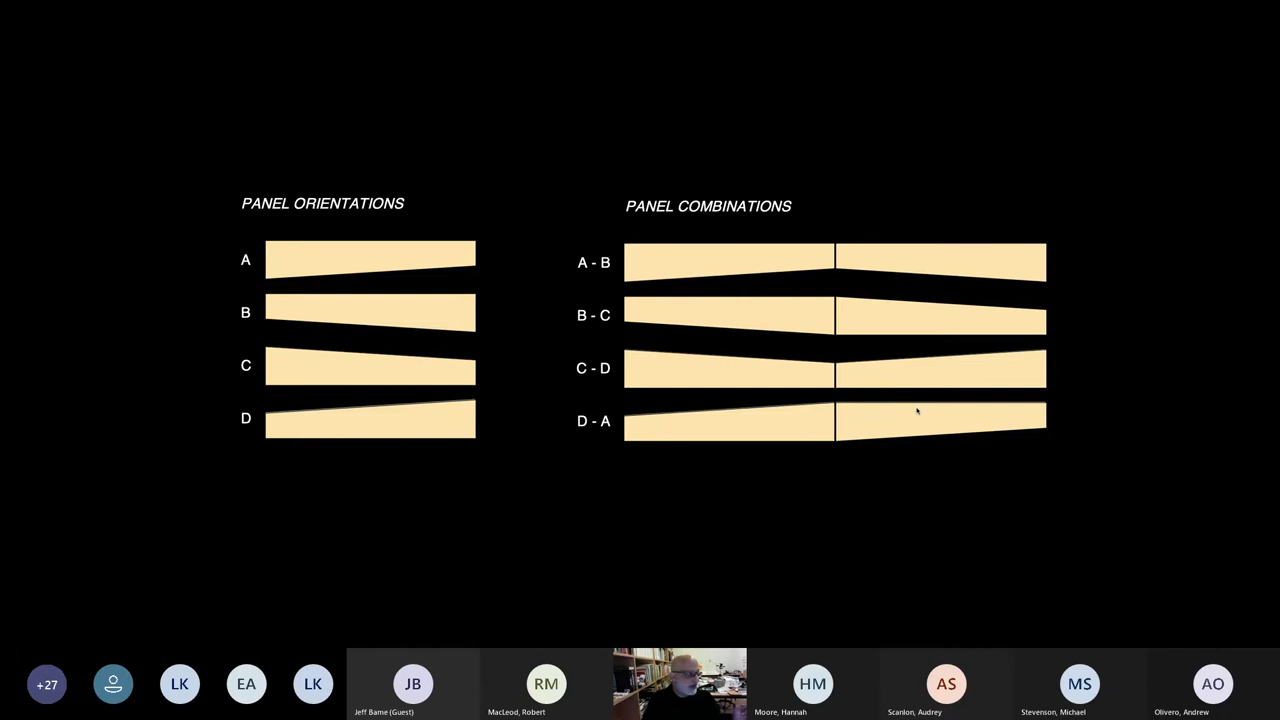 PANEL ORIENTATIONS
A
B
C
D
PANEL COMBINATIONS
A - B
B - C
C - D
D - A
+27
LK
EA
LK
JB
Jeff Bame (Guest)
RM
MacLeod, Robert
HM
Moore, Hannah
AS
Scanlon, Audrey
MS
Stevenson, Michael
AO
Olivero, Andrew